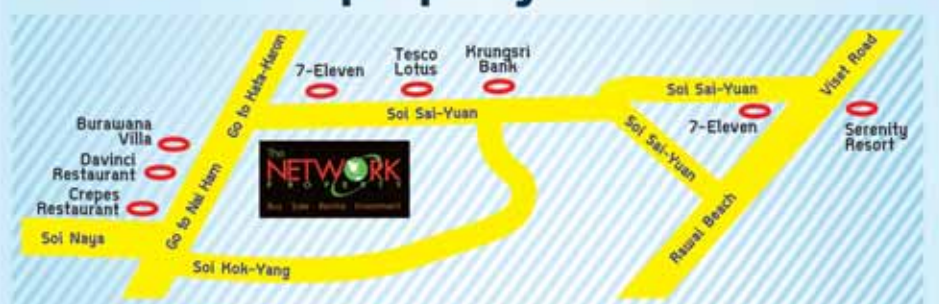 Go to Kata-Karon
7-Eleven
Tesco
Lotus
Krungsri
Bank
Soi Sai-Yuan
Soi Sai-Yuan
Viset Road
7-Eleven
Serenity
Resort
Soi Sai-Yuan
Burawana
Villa
Davinci
Restaurant
Crepes
Restaurant
Go to Nai Harn
The
NETWORK
PROPERTY
Buy Sale Rental Investment
Rawai Beach
Soi Naya
Soi Kok-Yang